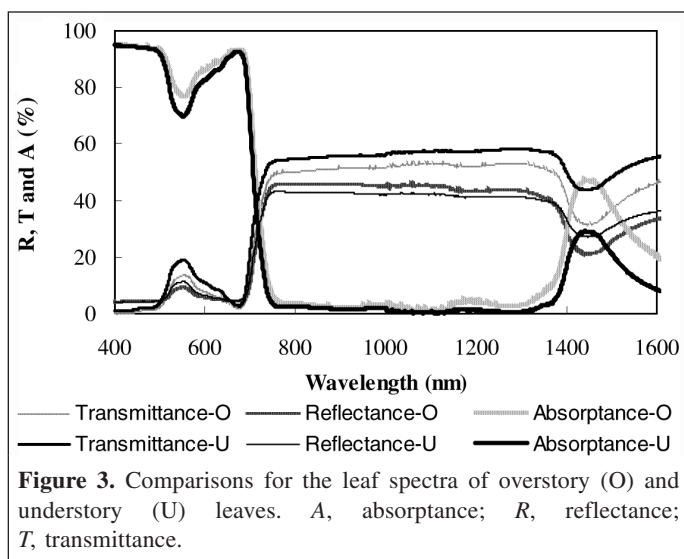 100
80
60
40
20
0
R, T and A (%)
400 600 800 1000 1200 1400 1600
Wavelength (nm)
Transmittance-O Reflectance-O Absorptance-O
Transmittance-U Reflectance-U Absorptance-U
Figure 3. Comparisons for the leaf spectra of overstory (O) and
understory (U) leaves. A, absorptance; R, reflectance;
T, transmittance.